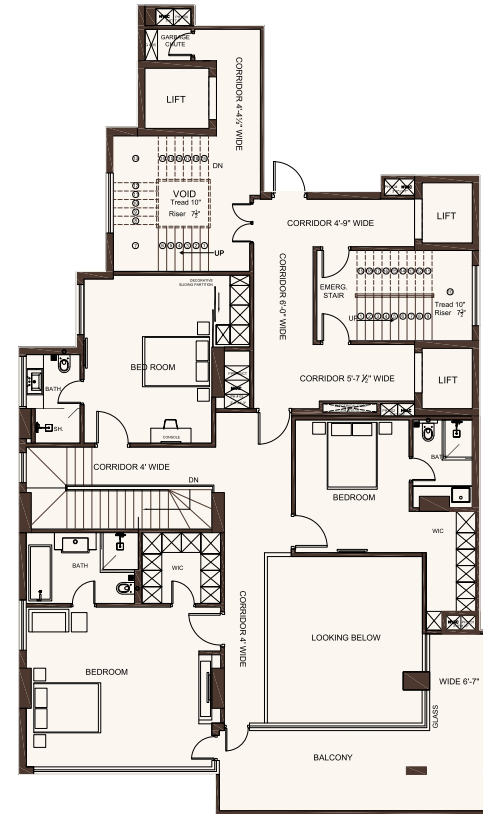 GARBAGE
CHUTE
LIFT
CORRIDOR 4'-4½" WIDE
DN
VOID
Tread 10"
Riser 7½"
UP
CORRIDOR 4'-9" WIDE
LIFT
CORRIDOR 6'-0" WIDE
EMERG.
STAIR
UP
Tread 10"
Riser 7½"
DECORATIVE
SLIDING PARTITION
BED ROOM
CORRIDOR 5'-7 ½" WIDE
LIFT
BATH
SH.
CONSOLE
CORRIDOR 4' WIDE
DN
BEDROOM
BATH
WIC
BATH
WIC
CORRIDOR 4' WIDE
LOOKING BELOW
BEDROOM
WIDE 6'-7"
GLASS
BALCONY